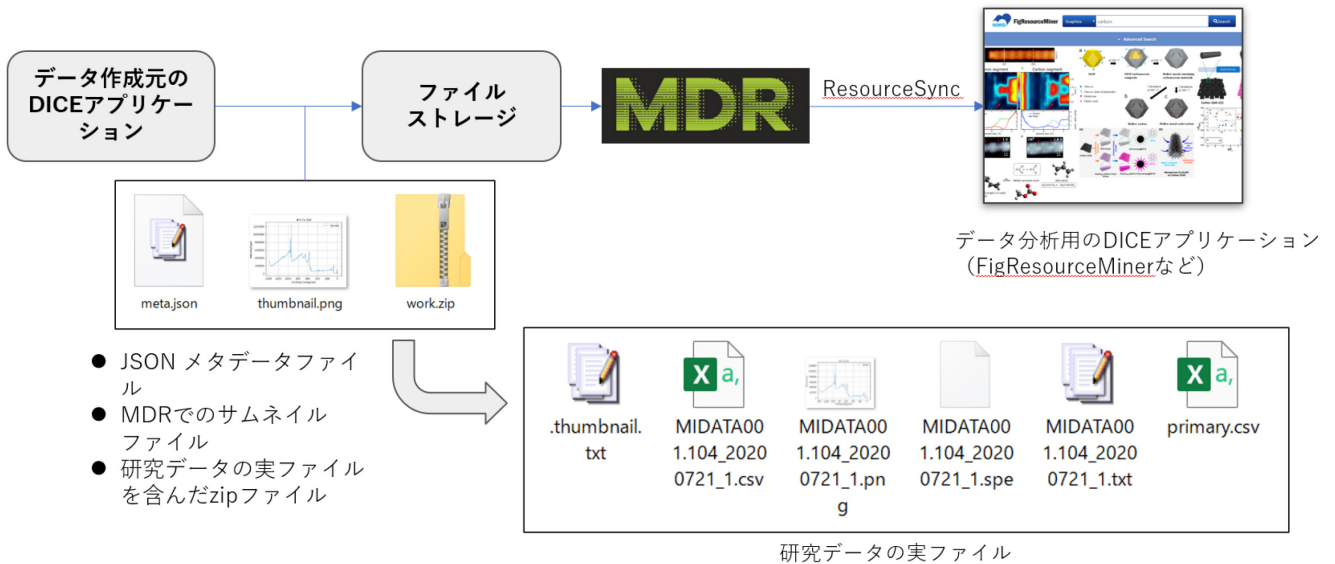 データ作成元の
DICEアプリケー
ション
ファイル
ストレージ
MDR
ResourceSync
FigResourceMiner
Graphics
carbon
Search
Advanced Search
データ分析用のDICEアプリケーション
（FigResourceMinerなど）
meta.json
thumbnail.png
work.zip
● JSON メタデータファイ
ル
● MDRでのサムネイル
ファイル
● 研究データの実ファイル
を含んだzipファイル
.thumbnail.
txt
MIDATA00
1.104_2020
0721_1.csv
MIDATA00
1.104_2020
0721_1.pn
g
MIDATA00
1.104_2020
0721_1.spe
MIDATA00
1.104_2020
0721_1.txt
primary.csv
研究データの実ファイル